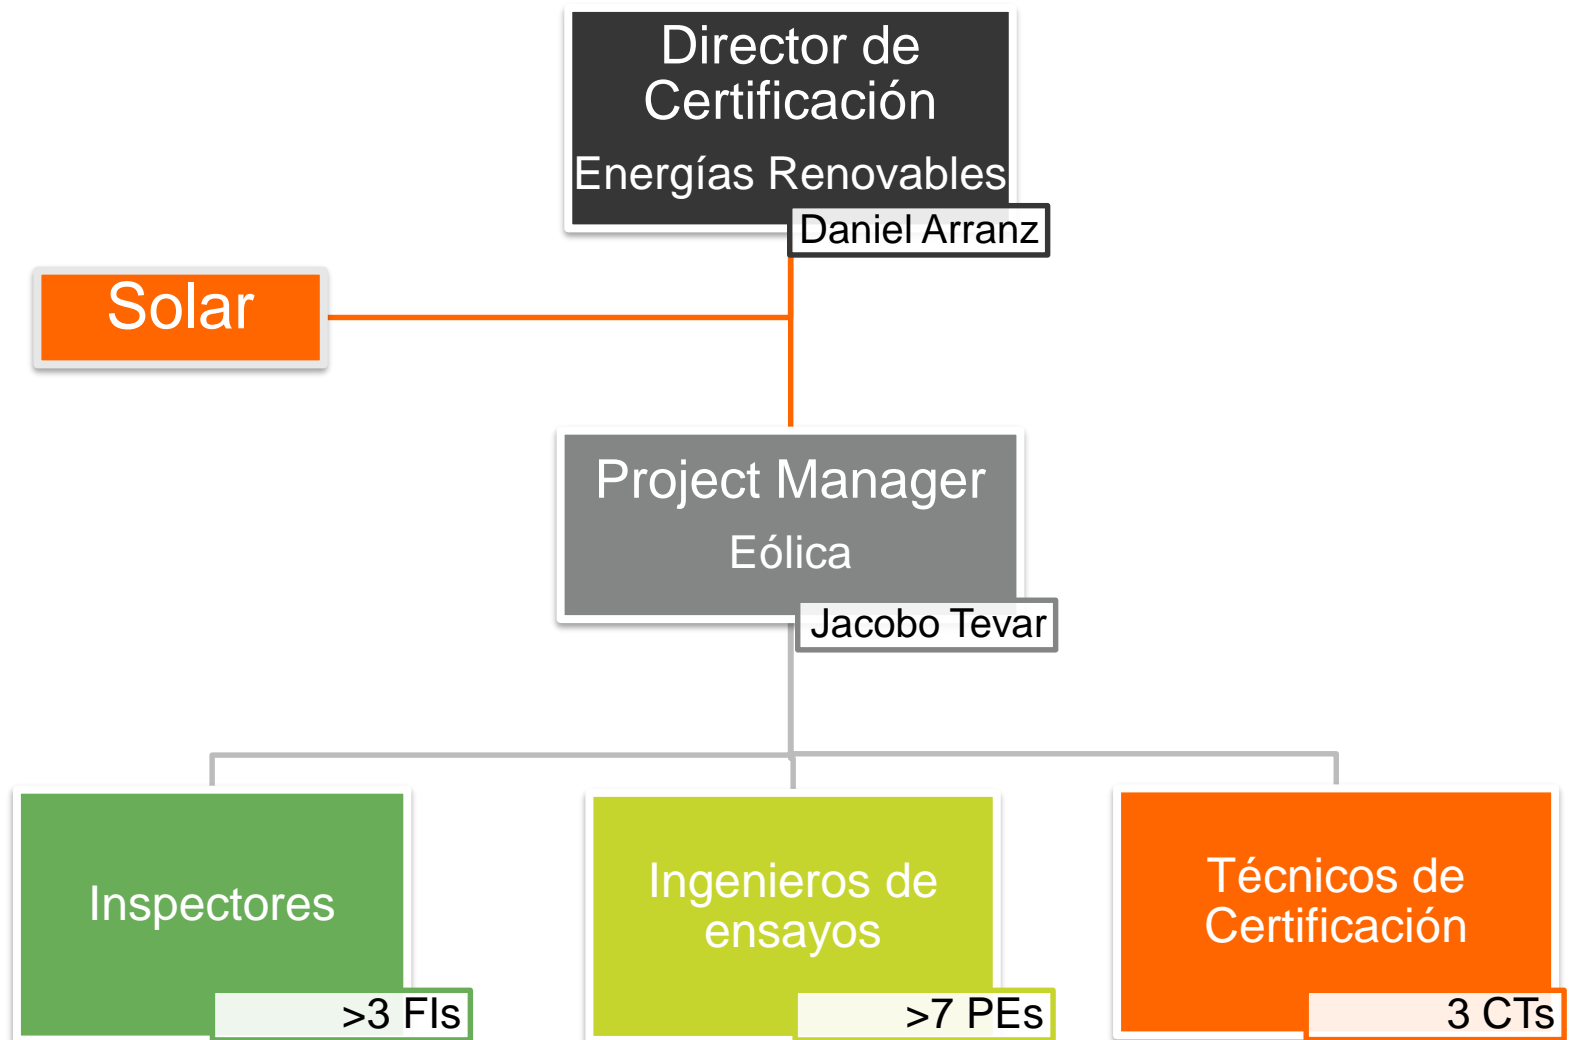 Director de
Certificación
Energías Renovables
Daniel Arranz
Solar
Project Manager
Eólica
Jacobo Tevar
Inspectores
>3 FIs
Ingenieros de
ensayos
>7 PEs
Técnicos de
Certificación
3 CTs